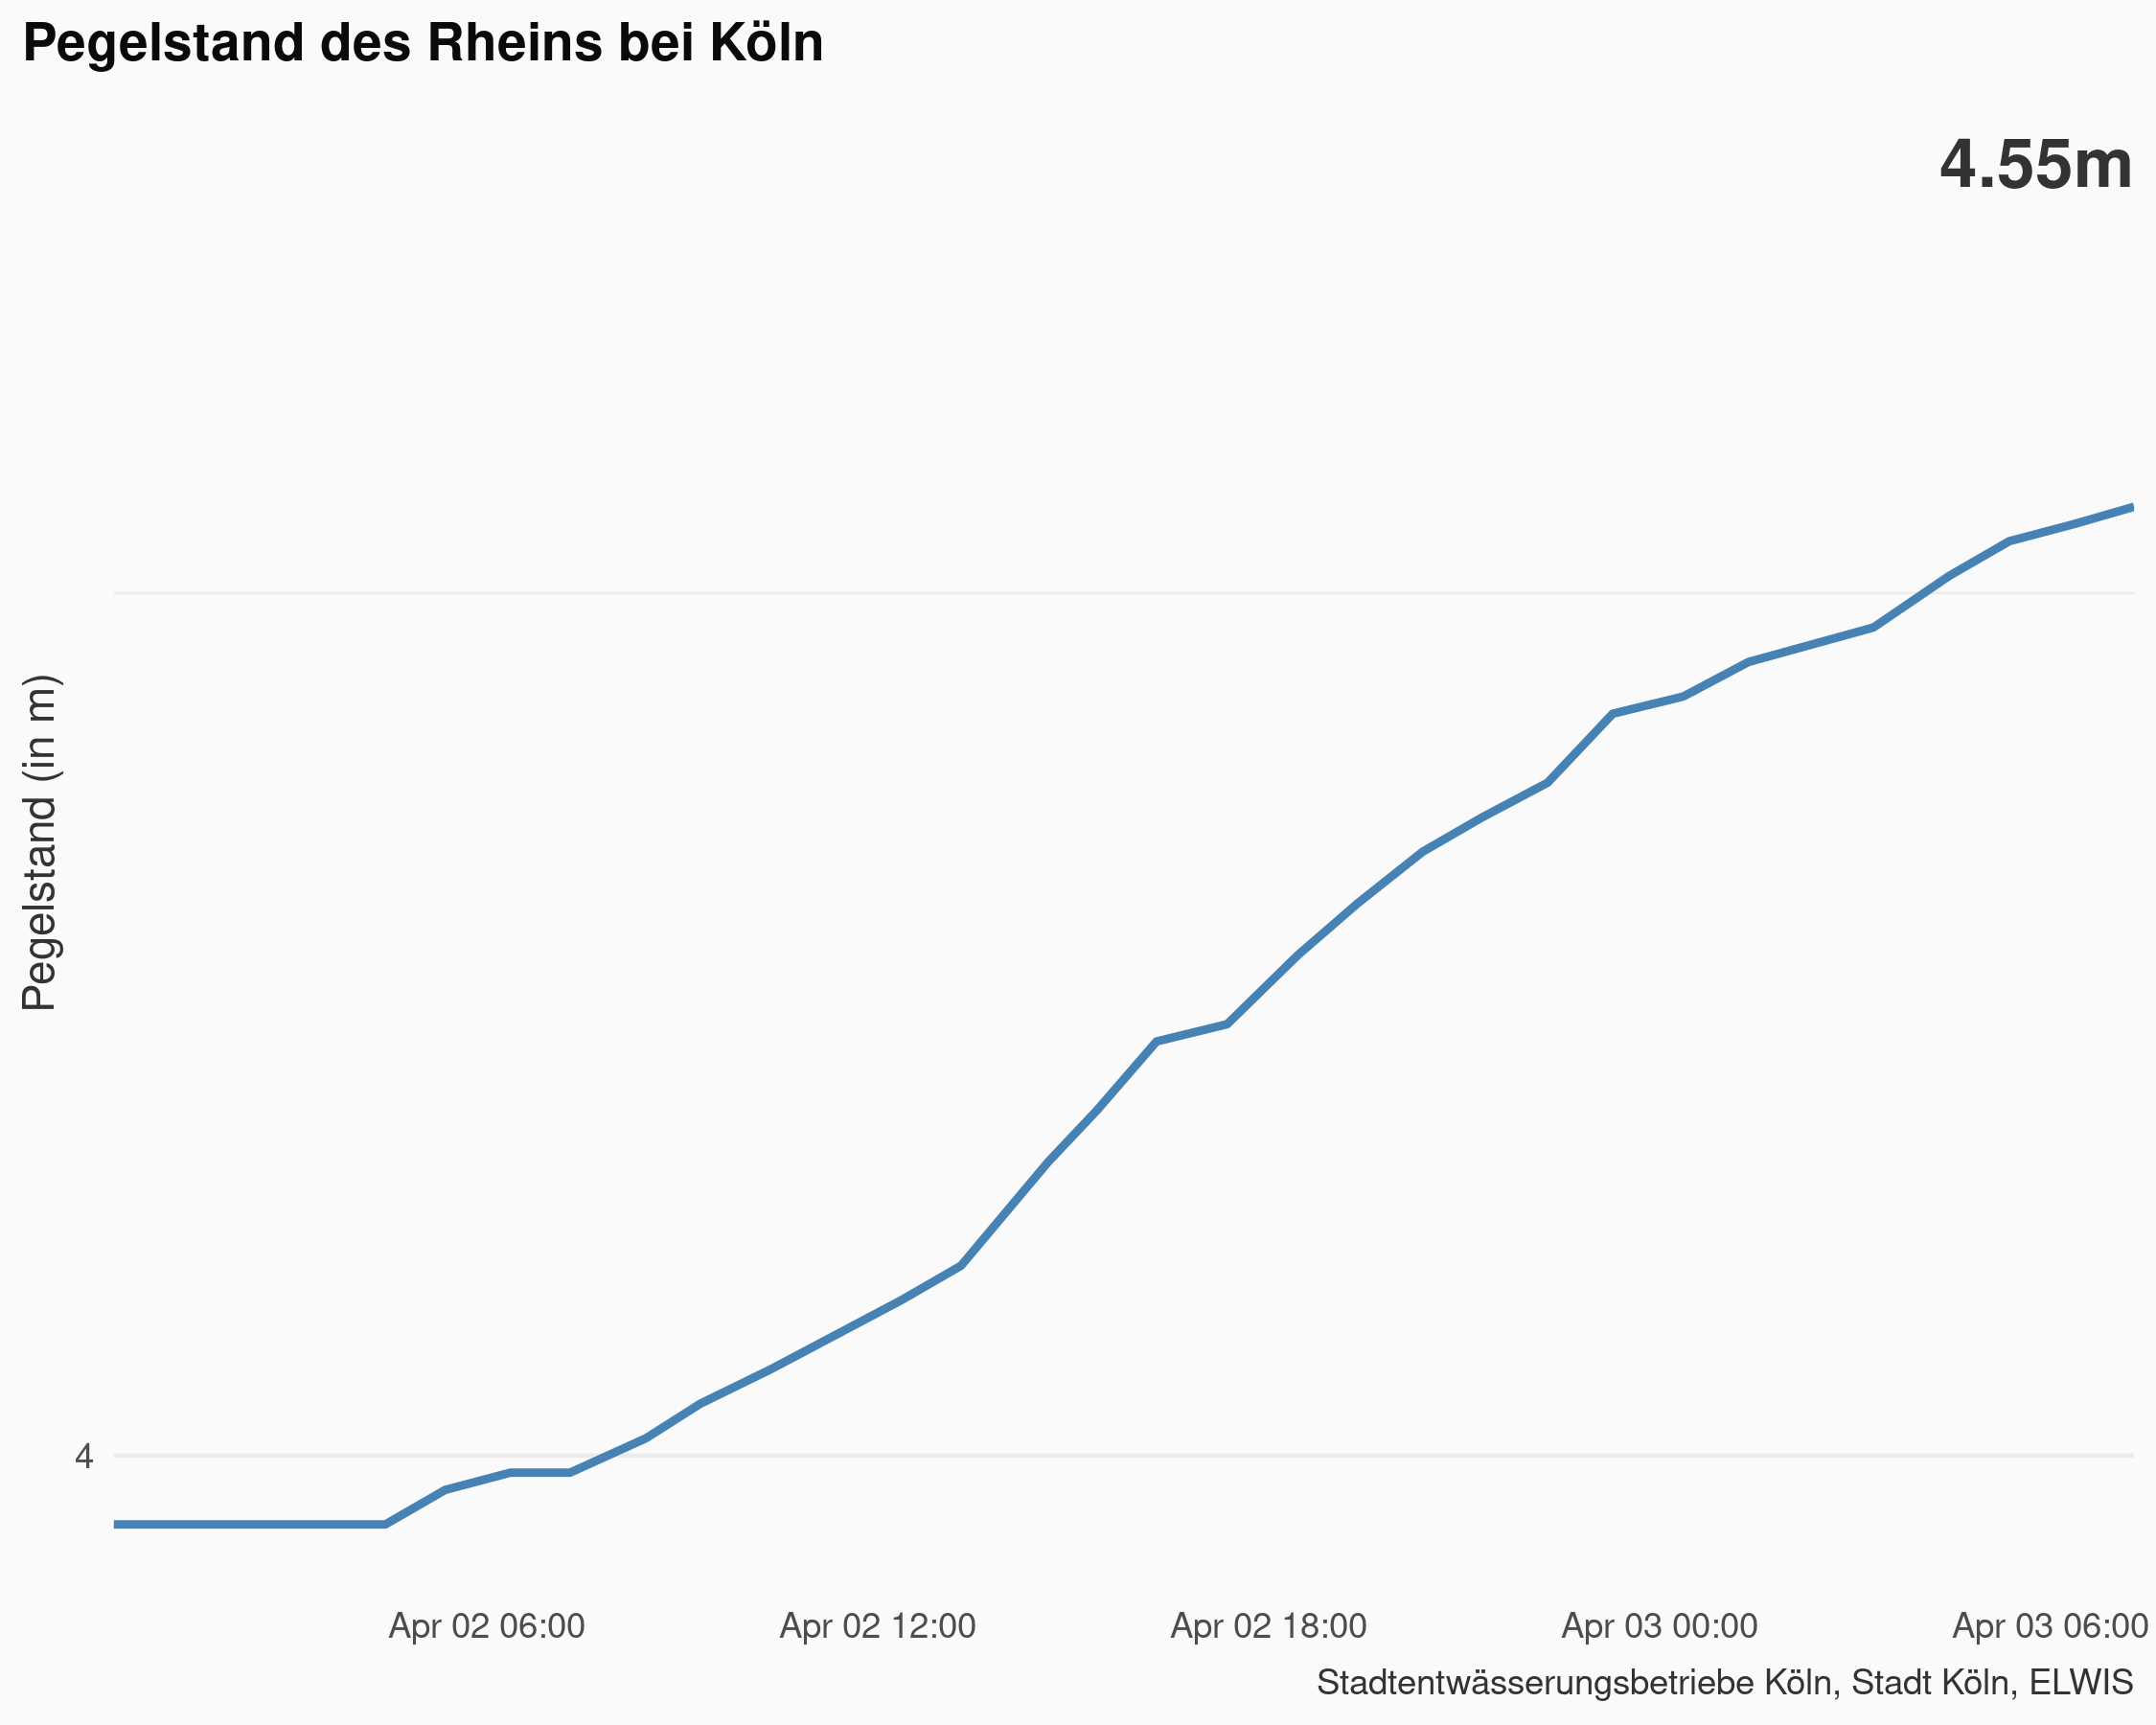 Pegelstand des Rheins bei Köln
4.55m
Pegelstand (in m)
4
Apr 02 06:00 Apr 02 12:00 Apr 02 18:00 Apr 03 00:00 Apr 03 06:00
Stadtentwässerungsbetriebe Köln, Stadt Köln, ELWIS